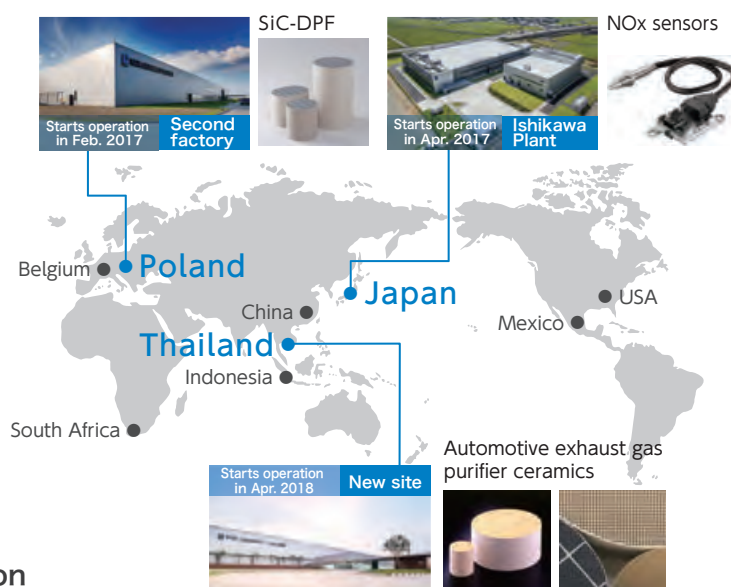 SiC-DPF
NOx sensors
Starts operation
in Feb. 2017
Second
factory
Starts operation
in Apr. 2017
Ishikawa
Plant
Belgium
Poland
Japan
China
USA
Mexico
Thailand
Indonesia
South Africa
Automotive exhaust gas
purifier ceramics
Starts operation
in Apr. 2018
New site
on